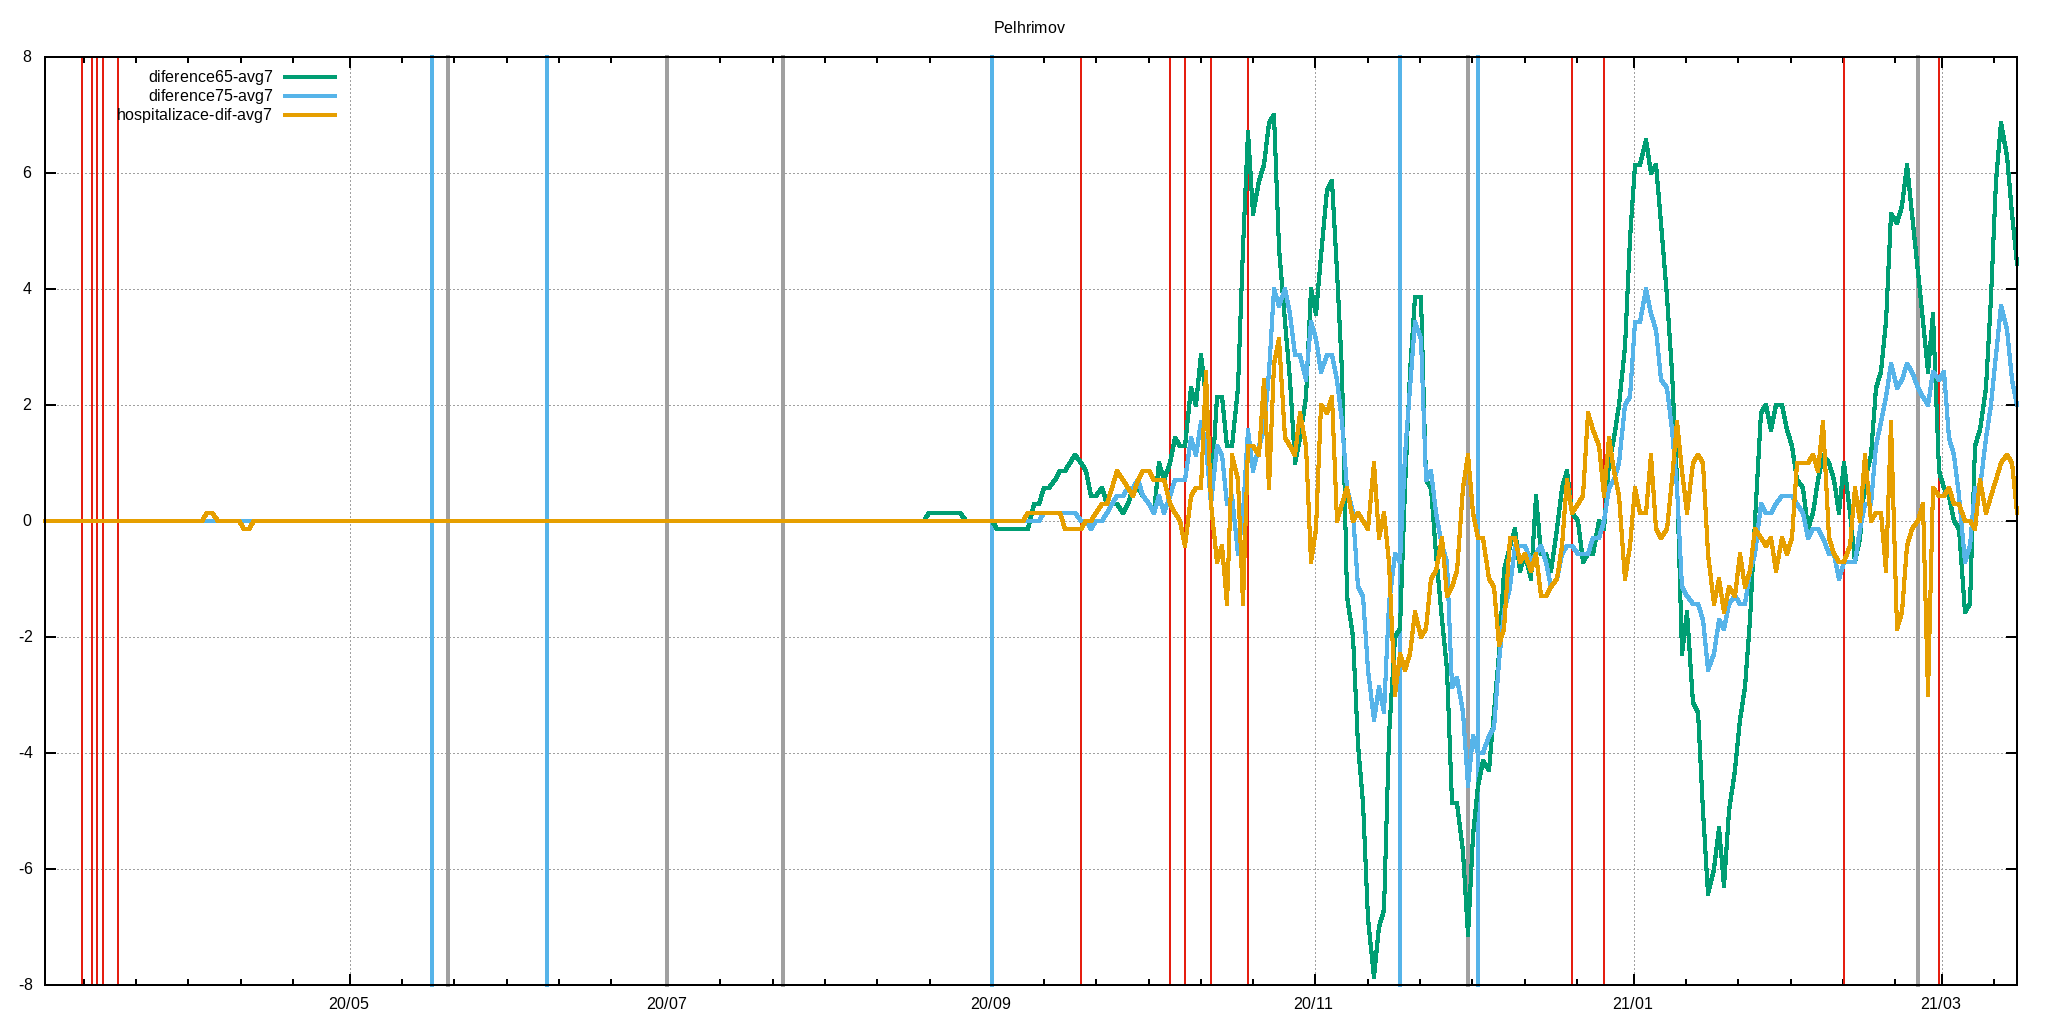 Pelhrimov
8
diference65-avg7
diference75-avg7
hospitalizace-dif-avg7
6
4
2
0
-2
-4
-6
-8
20/05 20/07 20/09 20/11 21/01 21/03